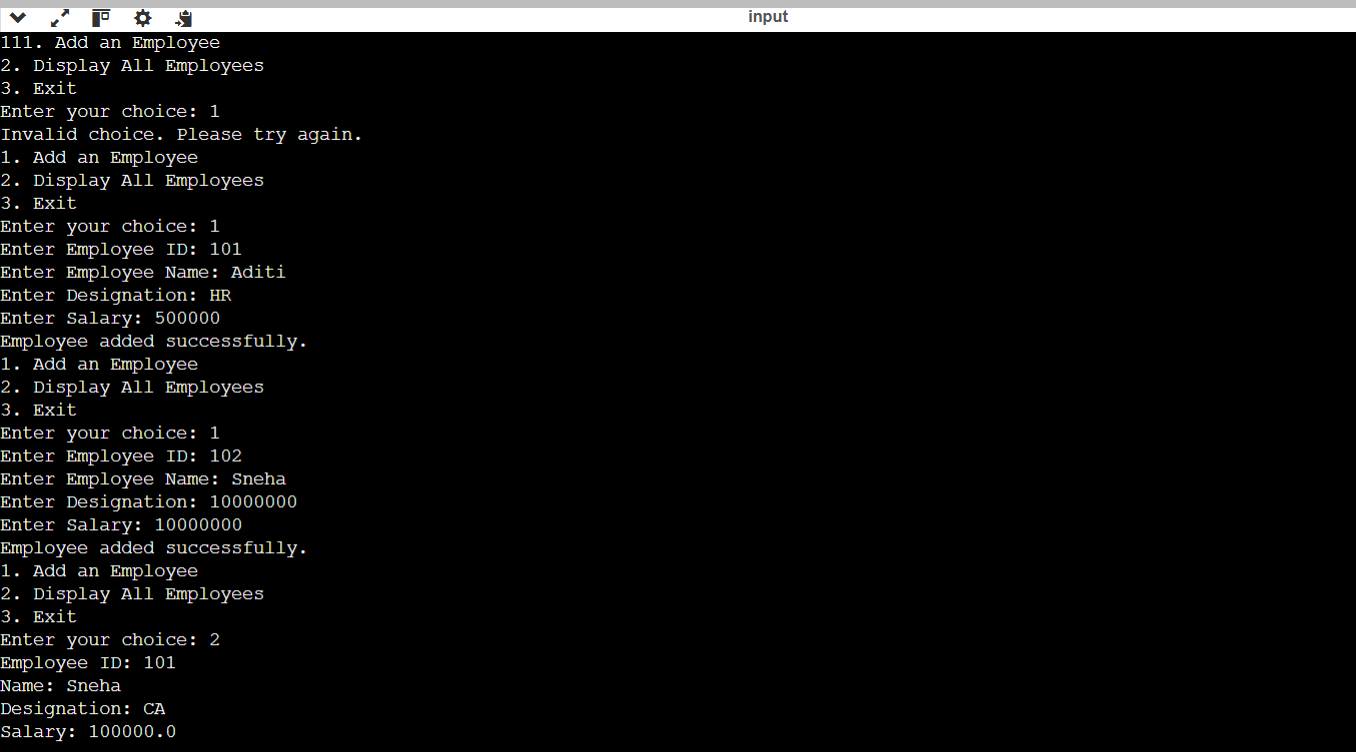 input
111. Add an Employee
2. Display All Employees
3. Exit
Enter your choice: 1
Invalid choice. Please try again.
1. Add an Employee
2. Display All Employees
3. Exit
Enter your choice: 1
Enter Employee ID: 101
Enter Employee Name: Aditi
Enter Designation: HR
Enter Salary: 500000
Employee added successfully.
1. Add an Employee
2. Display All Employees
3. Exit
Enter your choice: 1
Enter Employee ID: 102
Enter Employee Name: Sneha
Enter Designation: 10000000
Enter Salary: 10000000
Employee added successfully.
1. Add an Employee
2. Display All Employees
3. Exit
Enter your choice: 2
Employee ID: 101
Name: Sneha
Designation: CA
Salary: 100000.0